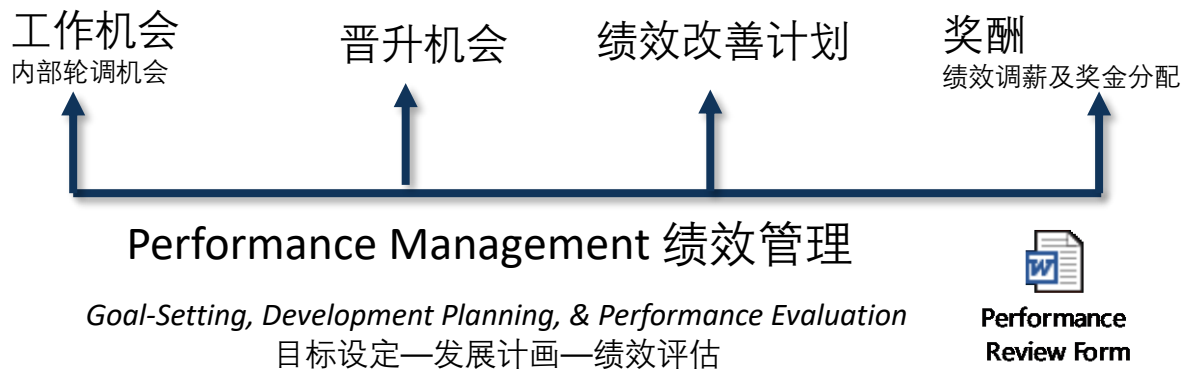 工作机会
内部轮调机会
晋升机会
绩效改善计划
奖酬
绩效调薪及奖金分配
Performance Management 绩效管理
Goal-Setting, Development Planning, & Performance Evaluation
目标设定—发展计画—绩效评估
W
Performance
Review Form